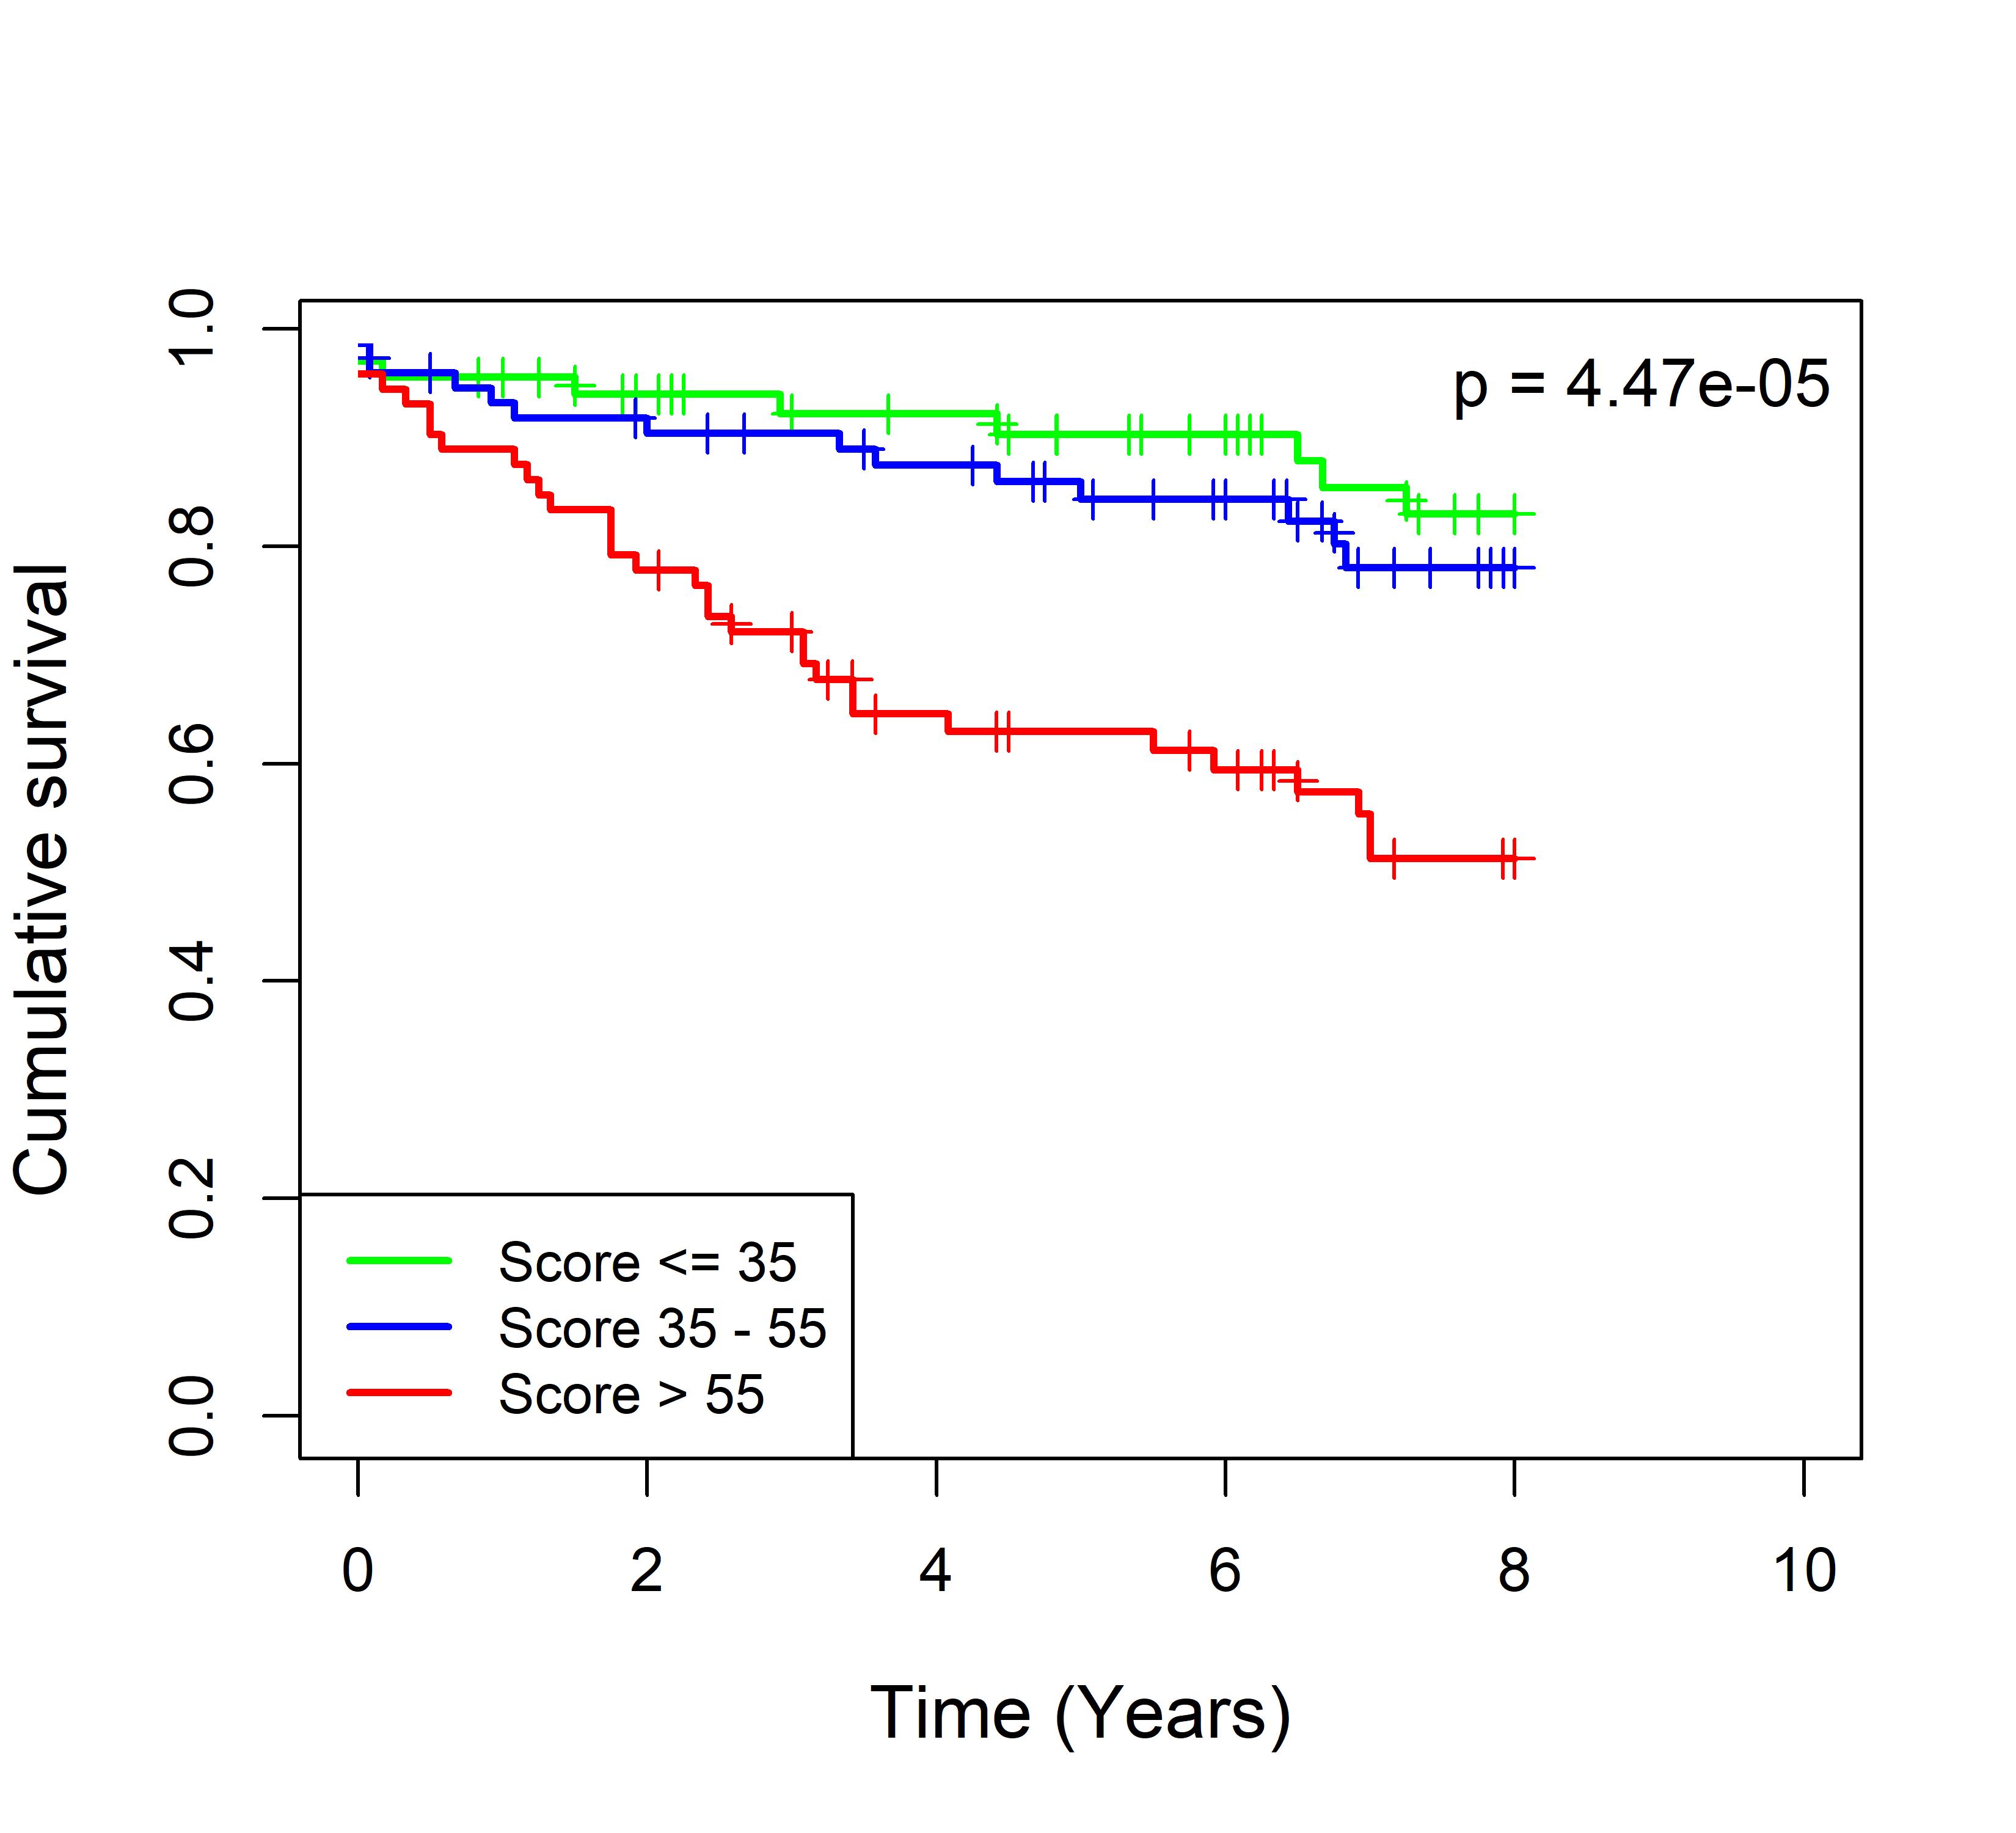 p = 4.47e-05
Cumulative survival
1.0
0.8
0.6
0.4
0.2
0.0
Score <= 35
Score 35 - 55
Score > 55
0 2 4 6 8 10
Time (Years)